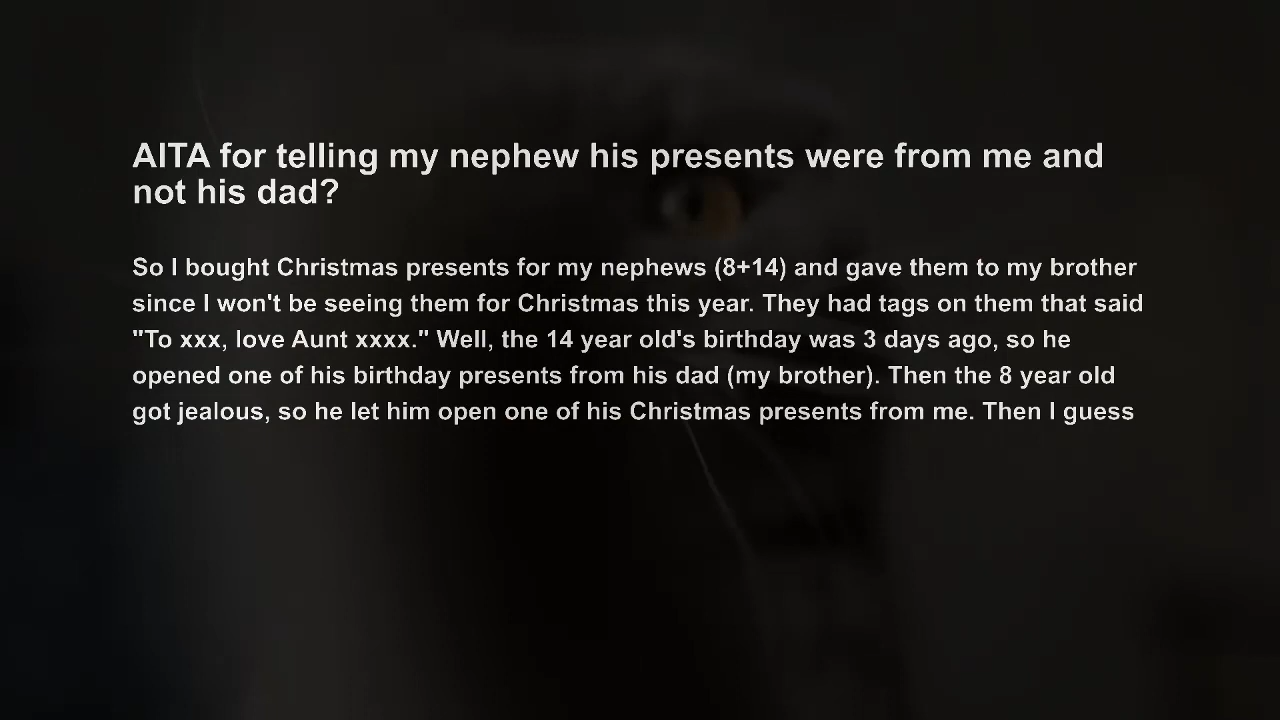 AITA for telling my nephew his presents were from me and
not his dad?
So I bought Christmas presents for my nephews (8+14) and gave them to my brother
since I won't be seeing them for Christmas this year. They had tags on them that said
"To xxx, love Aunt xxxx." Well, the 14 year old's birthday was 3 days ago, so he
opened one of his birthday presents from his dad (my brother). Then the 8 year old
got jealous, so he let him open one of his Christmas presents from me. Then I guess